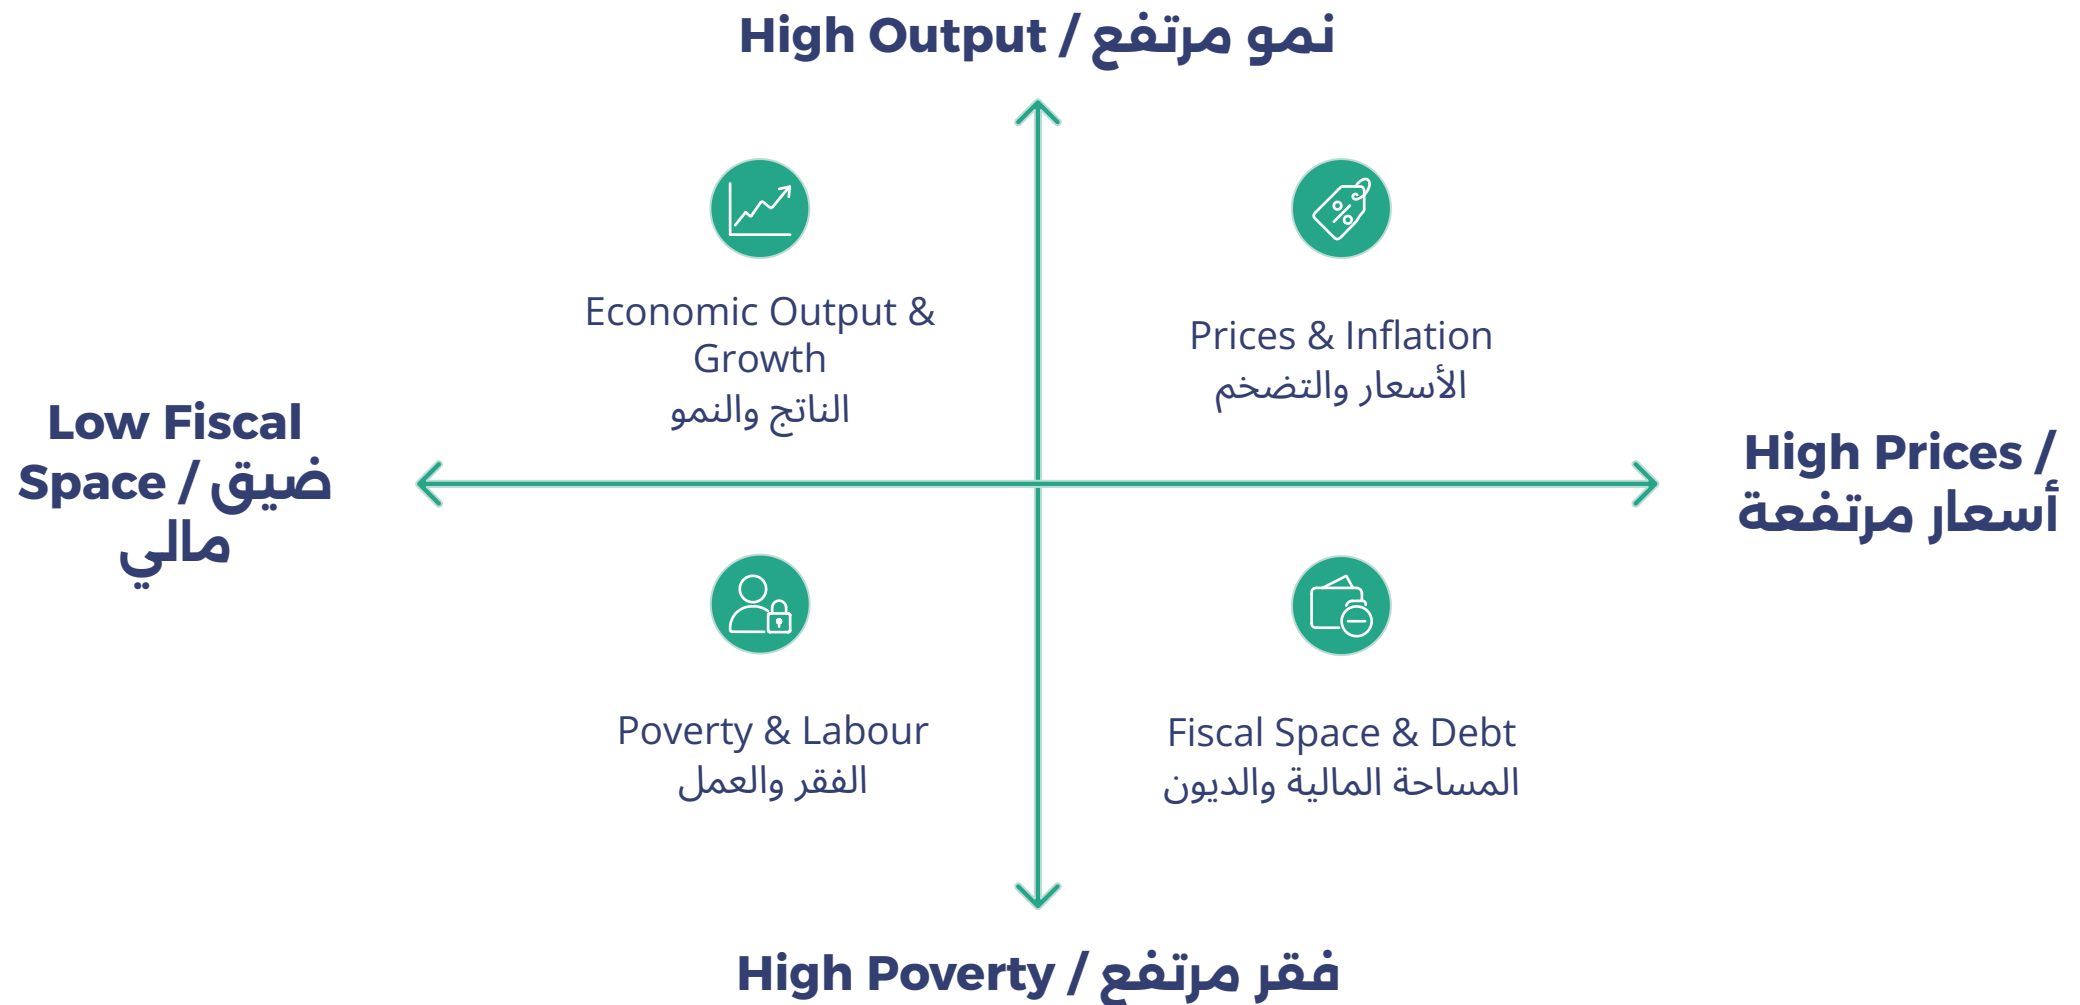 High Output / نمو مرتفع
Economic Output &
Growth
الناتج والنمو
Prices & Inflation
الأسعار والتضخم
Low Fiscal
Space / ضيق
مالي
High Prices /
أسعار مرتفعة
Poverty & Labour
الفقر والعمل
Fiscal Space & Debt
المساحة المالية والديون
High Poverty / فقر مرتفع